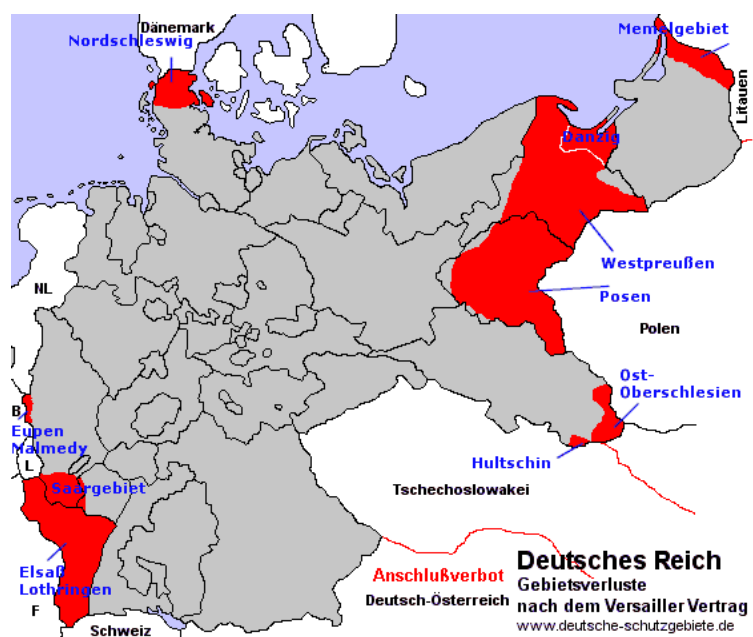 Dänemark
Nordschleswig
Memelgebiet
Litauen
Danzig
Westpreußen
NL
Posen
Polen
Ost-
Oberschlesien
B
Eupen
Malmedy
L
Hultschin
Saargebiet
Tschechoslowakei
Elsaß
Lothringen
F
Anschlußverbot
Deutsch-Österreich
Schweiz
Deutsches Reich
Gebietsverluste
nach dem Versailler Vertrag
www.deutsche-schutzgebiete.de